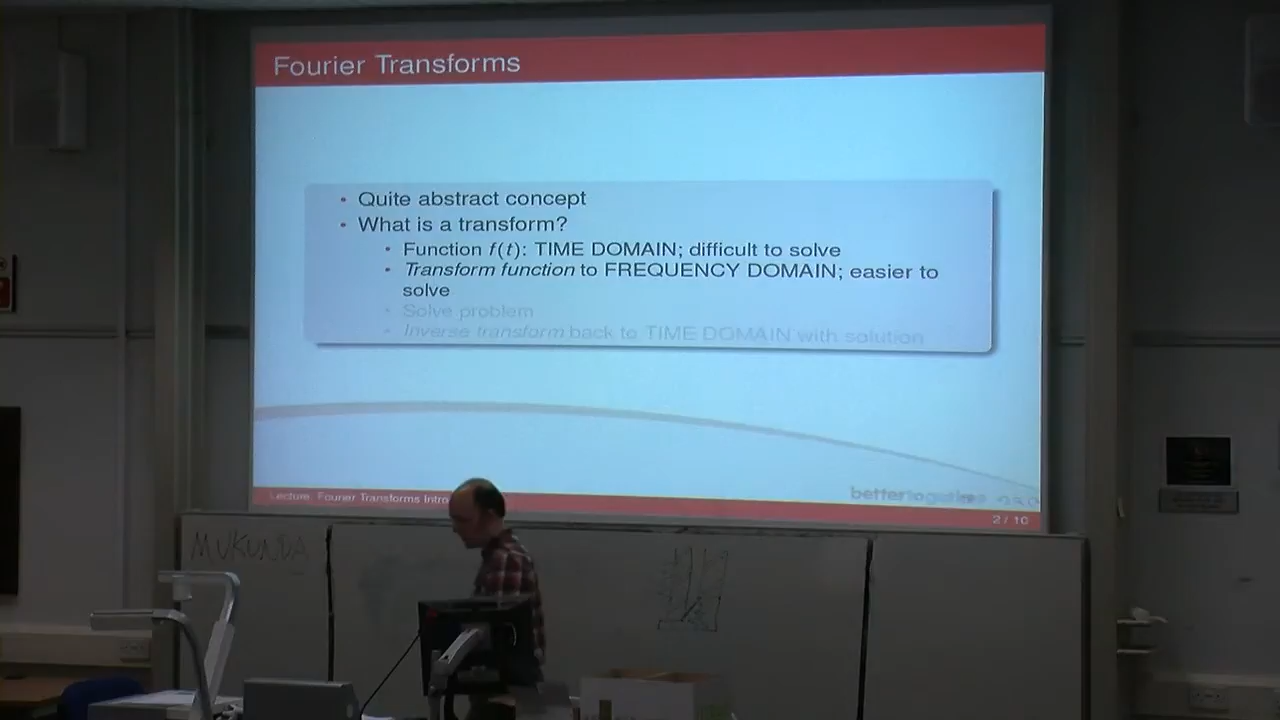 Fourier Transforms
• Quite abstract concept
• What is a transform?
• Function f(t): TIME DOMAIN; difficult to solve
• Transform function to FREQUENCY DOMAIN; easier to
solve
• Solve problem
• Inverse transform back to TIME DOMAIN with solution
Lecture: Fourier Transforms Intro
2 / 10
MUKUNDA